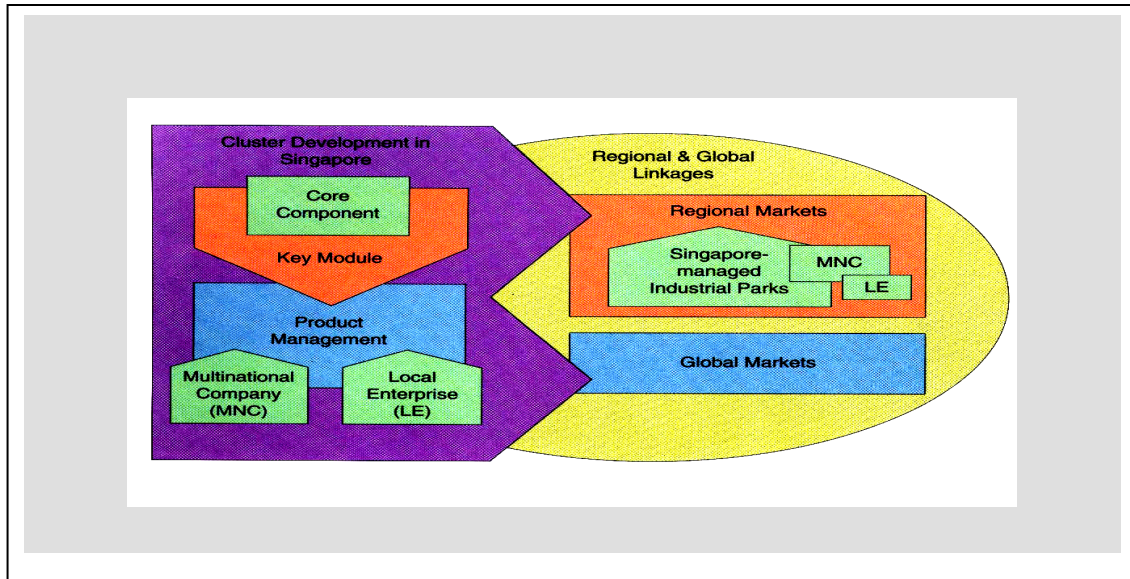 Cluster Development in
Singapore
Core
Component
Key Module
Product
Management
Multinational
Company
(MNC)
Local
Enterprise
(LE)
Regional & Global
Linkages
Regional Markets
Singapore-
managed
Industrial Parks
MNC
LE
Global Markets